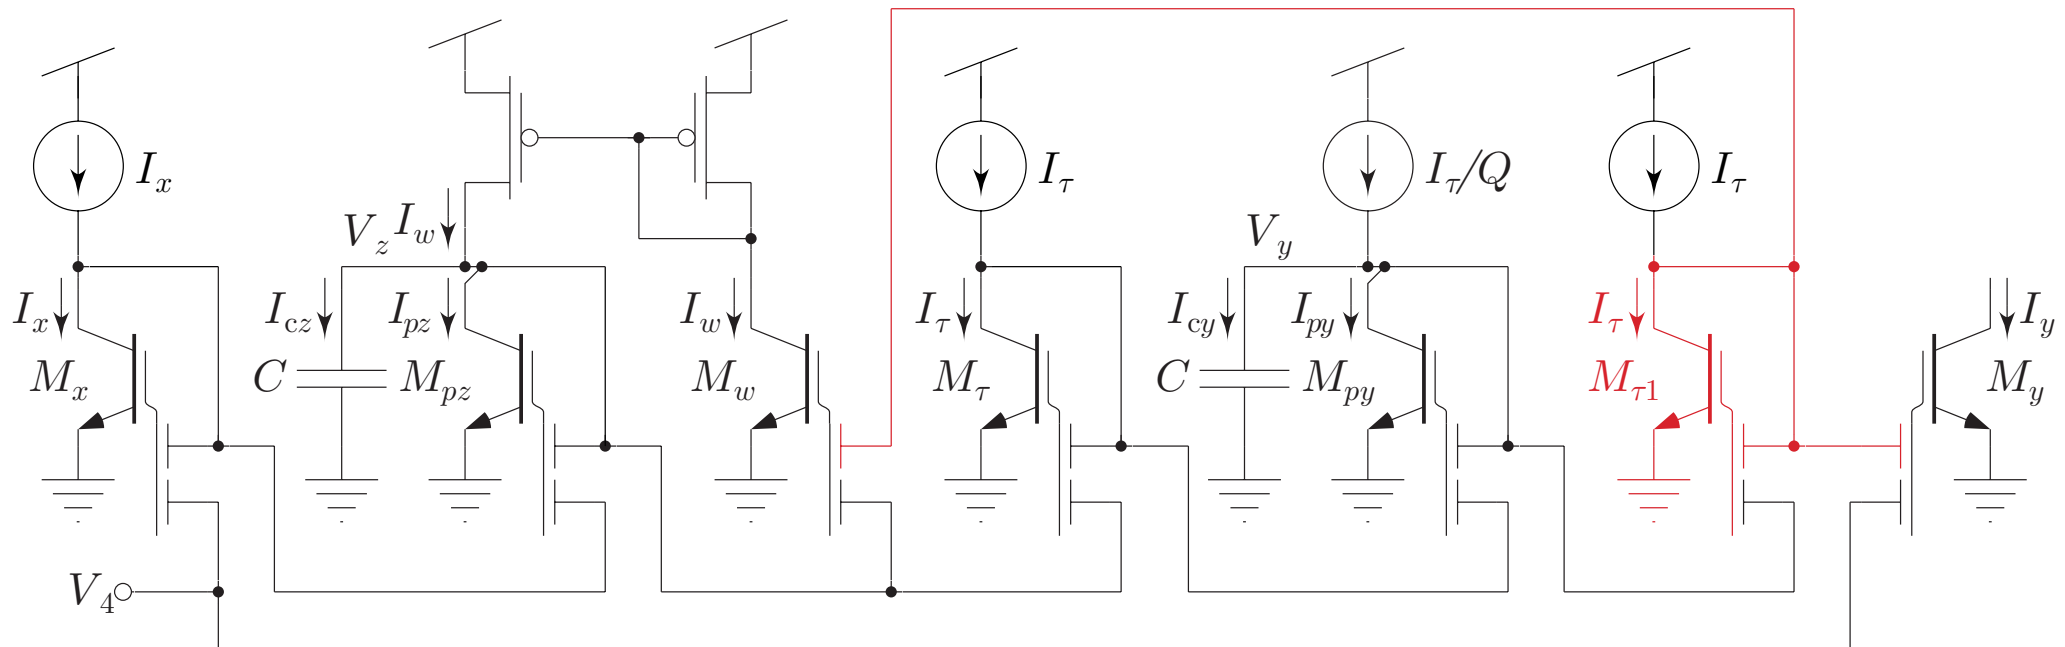 I_x
I_τ
I_τ/Q
I_τ
V_z I_w
V_y
I_x
I_cz
I_pz
I_w
I_τ
I_cy
I_py
I_τ
I_y
M_x
C
M_pz
M_w
M_τ
C
M_py
M_τ1
M_y
V_4